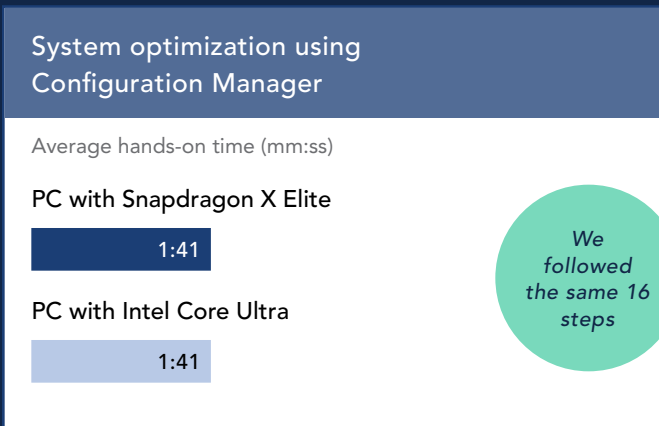 System optimization using
Configuration Manager
Average hands-on time (mm:ss)
PC with Snapdragon X Elite
1:41
PC with Intel Core Ultra
1:41
We
followed
the same 16
steps